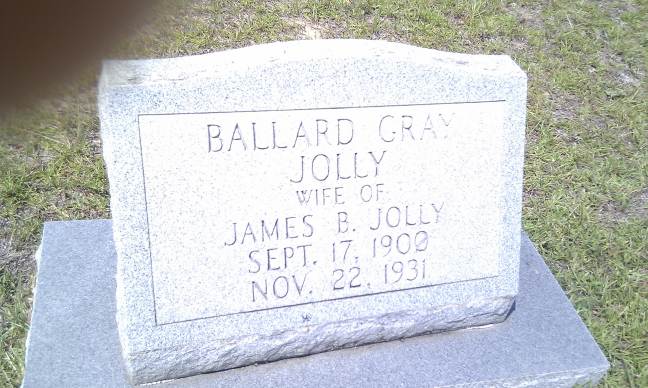 BALLARD GRAY
JOLLY
WIFE OF
JAMES B. JOLLY
SEPT. 17, 1900
NOV. 22, 1931